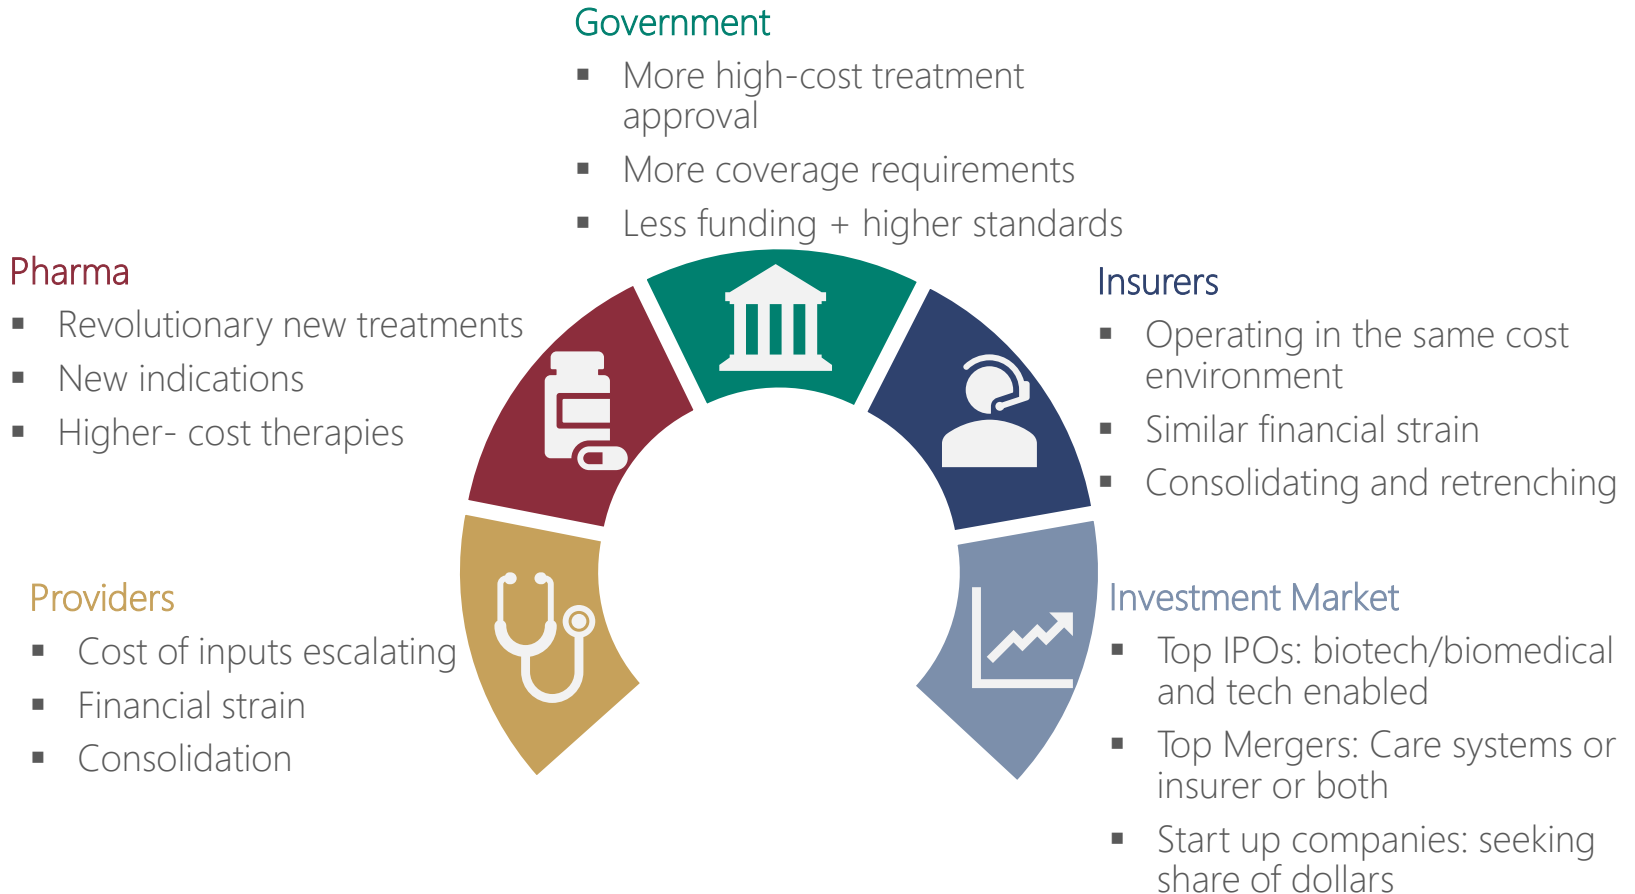 Government
▪ More high-cost treatment
approval
▪ More coverage requirements
▪ Less funding + higher standards
Pharma
▪ Revolutionary new treatments
▪ New indications
▪ Higher- cost therapies
Insurers
▪ Operating in the same cost
environment
▪ Similar financial strain
▪ Consolidating and retrenching
Providers
▪ Cost of inputs escalating
▪ Financial strain
▪ Consolidation
Investment Market
▪ Top IPOs: biotech/biomedical
and tech enabled
▪ Top Mergers: Care systems or
insurer or both
▪ Start up companies: seeking
share of dollars